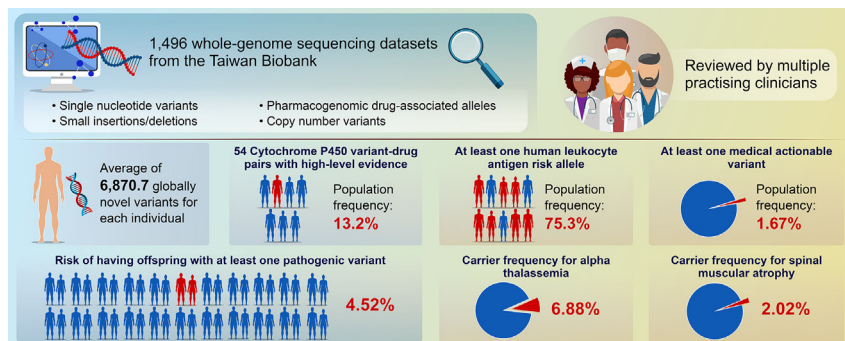 1,496 whole-genome sequencing datasets
from the Taiwan Biobank
• Single nucleotide variants
• Small insertions/deletions
• Pharmacogenomic drug-associated alleles
• Copy number variants
Reviewed by multiple
practising clinicians
Average of
6,870.7 globally
novel variants for
each individual
54 Cytochrome P450 variant-drug
pairs with high-level evidence
Population
frequency:
13.2%
At least one human leukocyte
antigen risk allele
Population
frequency:
75.3%
At least one medical actionable
variant
Population
frequency:
1.67%
Risk of having offspring with at least one pathogenic variant
4.52%
Carrier frequency for alpha
thalassemia
6.88%
Carrier frequency for spinal
muscular atrophy
2.02%